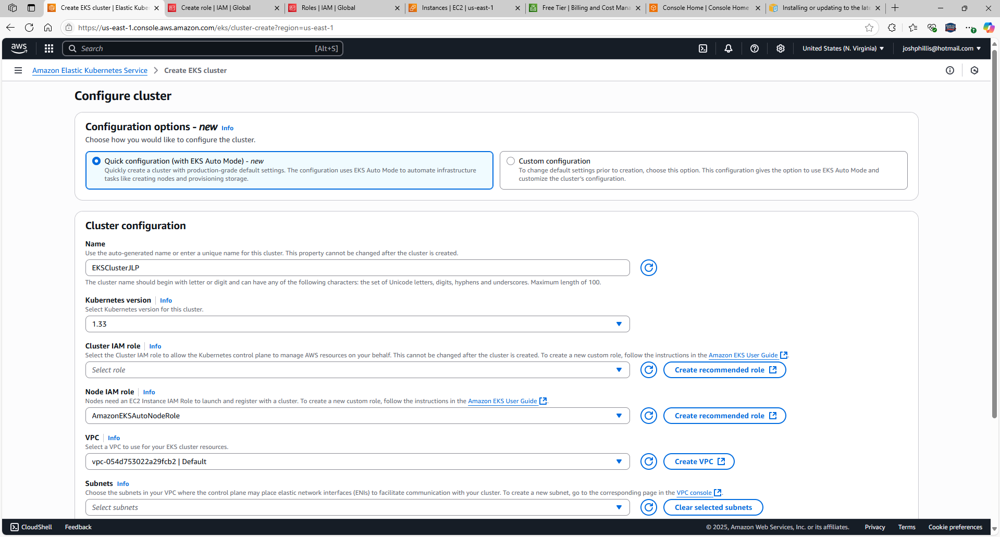 Create EKS cluster | Elastic Kube
Create role | IAM | Global
Roles | IAM | Global
Instances | EC2 | us-east-1
Free Tier | Billing and Cost Mana
Console Home | Console Home
Installing or updating to the late
https://us-east-1.console.aws.amazon.com/eks/cluster-create?region=us-east-1
aws
Search
[Alt+S]
United States (N. Virginia)
joshphillis@hotmail.com
Amazon Elastic Kubernetes Service
Create EKS cluster
Configure cluster
Configuration options - new Info
Choose how you would like to configure the cluster.
Quick configuration (with EKS Auto Mode) - new
Quickly create a cluster with production-grade default settings. The configuration uses EKS Auto Mode to automate infrastructure
tasks like creating nodes and provisioning storage.
Custom configuration
To change default settings prior to creation, choose this option. This configuration gives the option to use EKS Auto Mode and
customize the cluster's configuration.
Cluster configuration
Name
Use the auto-generated name or enter a unique name for this cluster. This property cannot be changed after the cluster is created.
EKSClusterJLP
The cluster name should begin with letter or digit and can have any of the following characters: the set of Unicode letters, digits, hyphens and underscores. Maximum length of 100.
Kubernetes version Info
Select Kubernetes version for this cluster.
1.33
Cluster IAM role Info
Select the Cluster IAM role to allow the Kubernetes control plane to manage AWS resources on your behalf. This cannot be changed after the cluster is created. To create a new custom role, follow the instructions in the Amazon EKS User Guide.
Select role
Create recommended role
Node IAM role Info
Nodes need an EC2 Instance IAM Role to launch and register with a cluster. To create a new custom role, follow the instructions in the Amazon EKS User Guide.
AmazonEKSAutoNodeRole
Create recommended role
VPC Info
Select a VPC to use for your EKS cluster resources.
vpc-054d753022a29fcb2 | Default
Create VPC
Subnets Info
Choose the subnets in your VPC where the control plane may place elastic network interfaces (ENIs) to facilitate communication with your cluster. To create a new subnet, go to the corresponding page in the VPC console.
Select subnets
Clear selected subnets
CloudShell
Feedback
© 2025, Amazon Web Services, Inc. or its affiliates.
Privacy
Terms
Cookie preferences